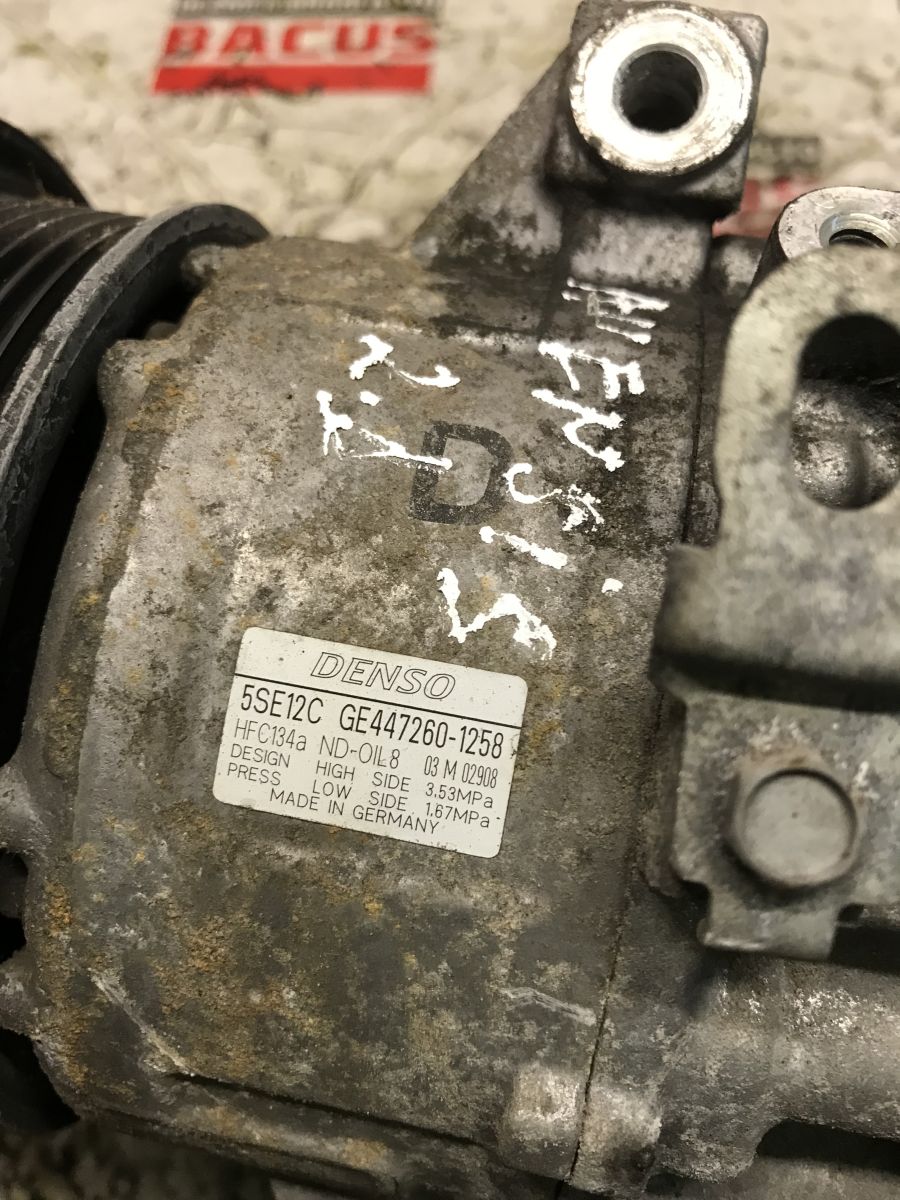 BACUS
D
DENSO
5SE12C GE447260-1258
HFC134a ND-OIL8 03 M 02908
DESIGN HIGH SIDE 3.53MPa
PRESS LOW SIDE 1.67MPa
MADE IN GERMANY